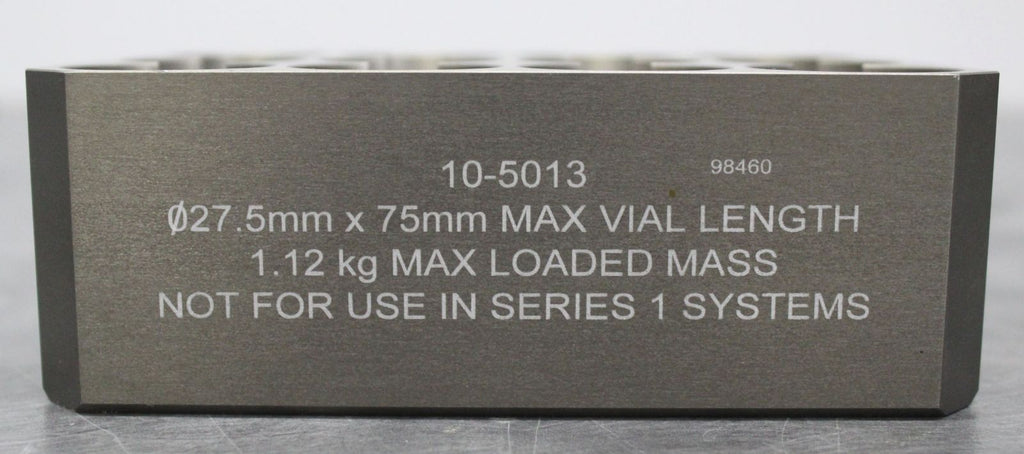 10-5013 98460
Ø27.5mm x 75mm MAX VIAL LENGTH
1.12 kg MAX LOADED MASS
NOT FOR USE IN SERIES 1 SYSTEMS